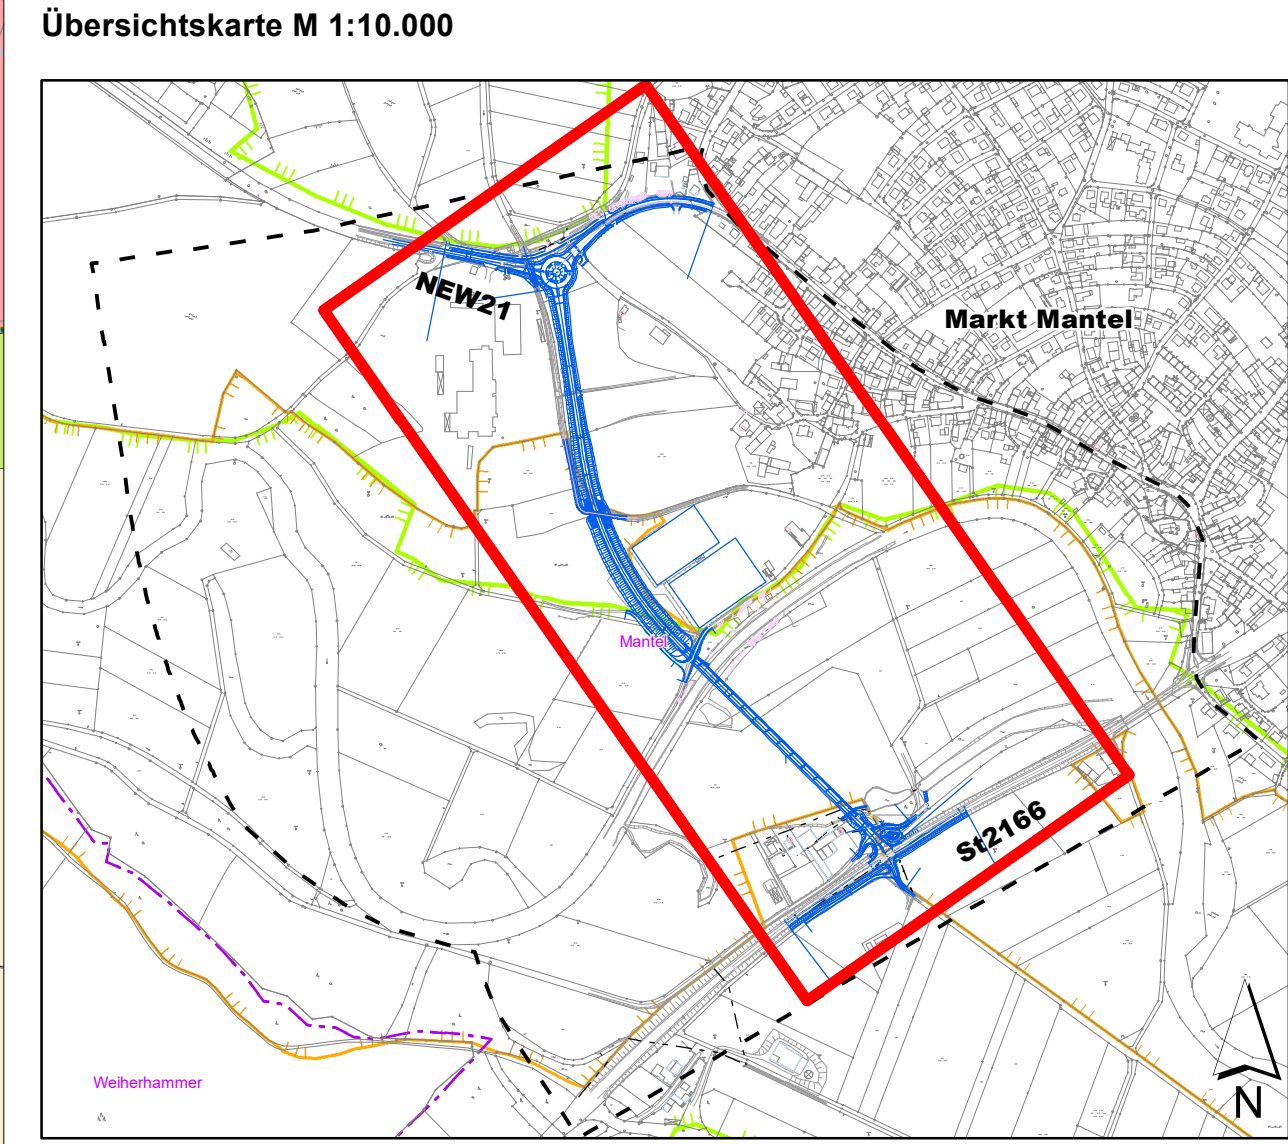 Übersichtskarte M 1:10.000
NEW21
Markt Mantel
Mantel
St2166
Weiherhammer
N